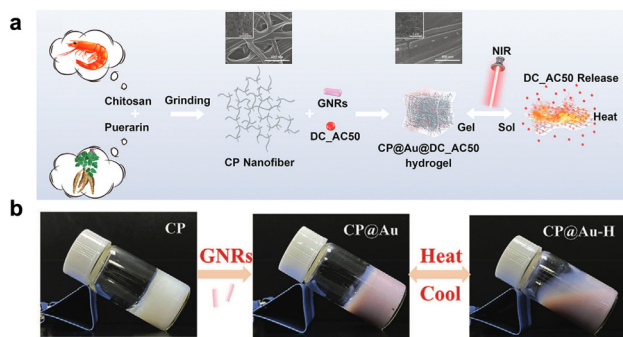 a
Chitosan
+
Puerarin
Grinding
CP Nanofiber
+
GNRs
DC_AC50
CP@Au@DC_AC50
hydrogel
NIR
Gel
Sol
DC_AC50 Release
Heat
b
CP
GNRs
CP@Au
Heat
Cool
CP@Au-H